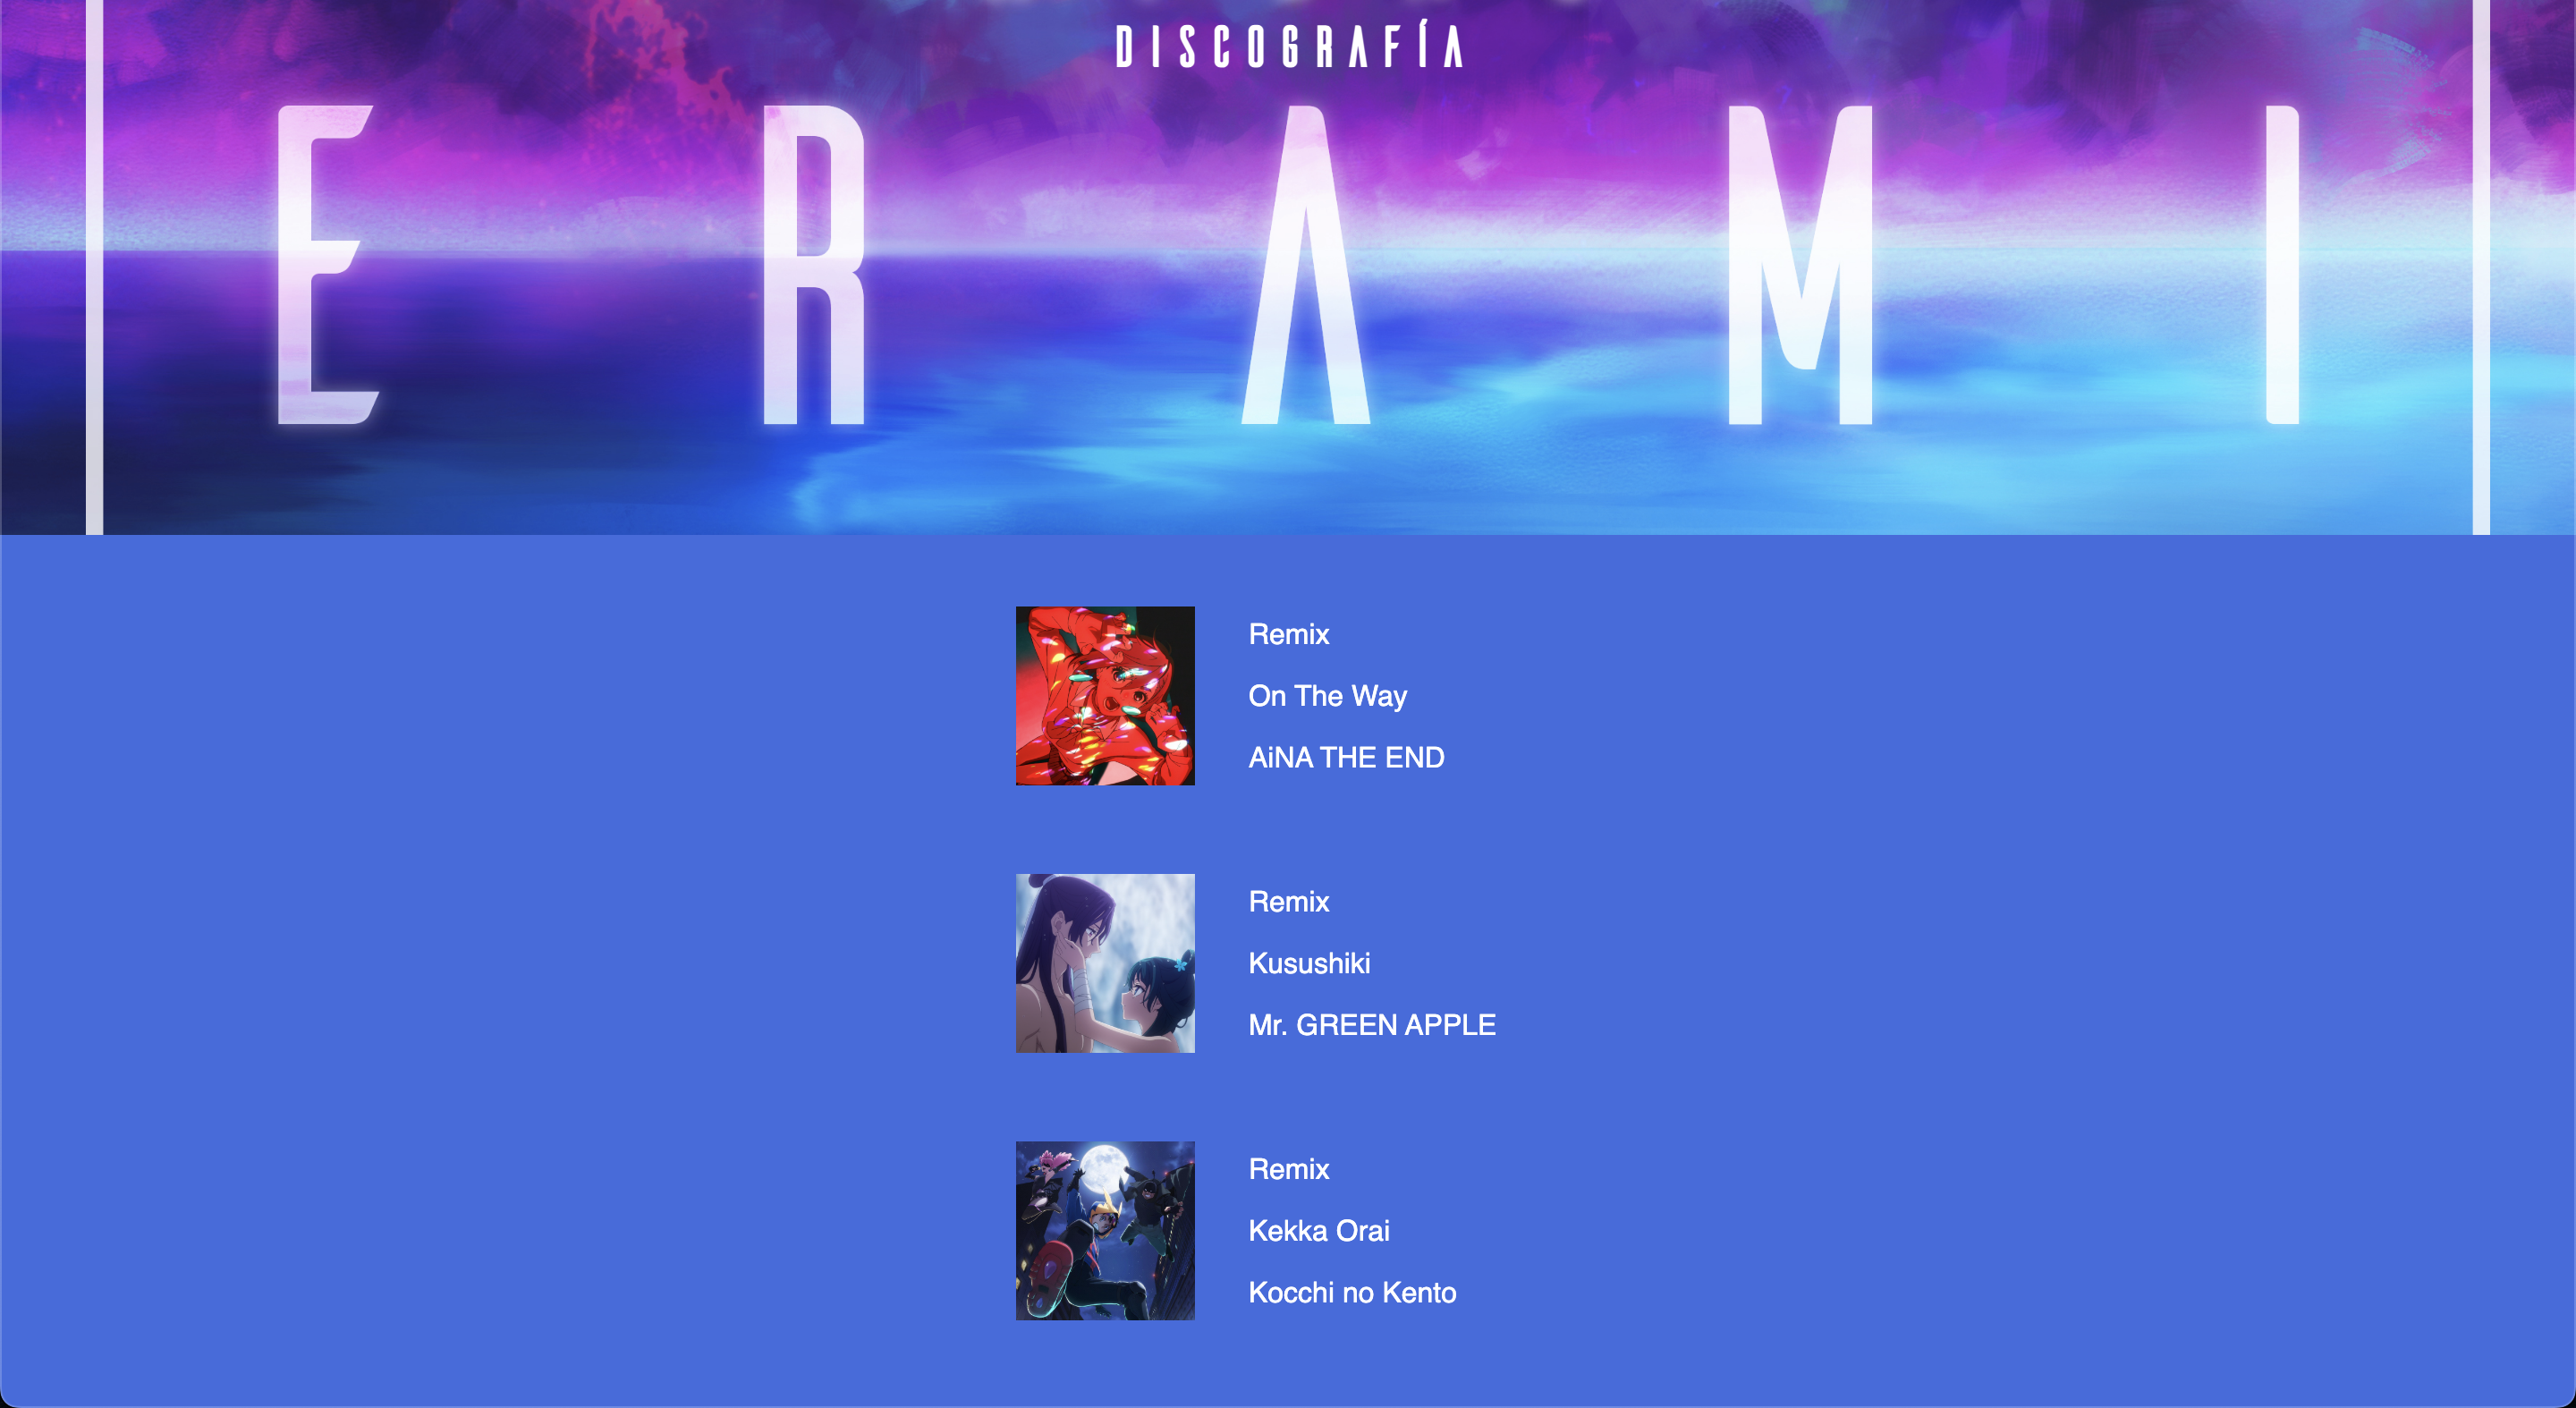 DISCOGRAFÍA
ERAMI
Remix
On The Way
AiNA THE END
Remix
Kusushiki
Mr. GREEN APPLE
Remix
Kekka Orai
Kocchi no Kento